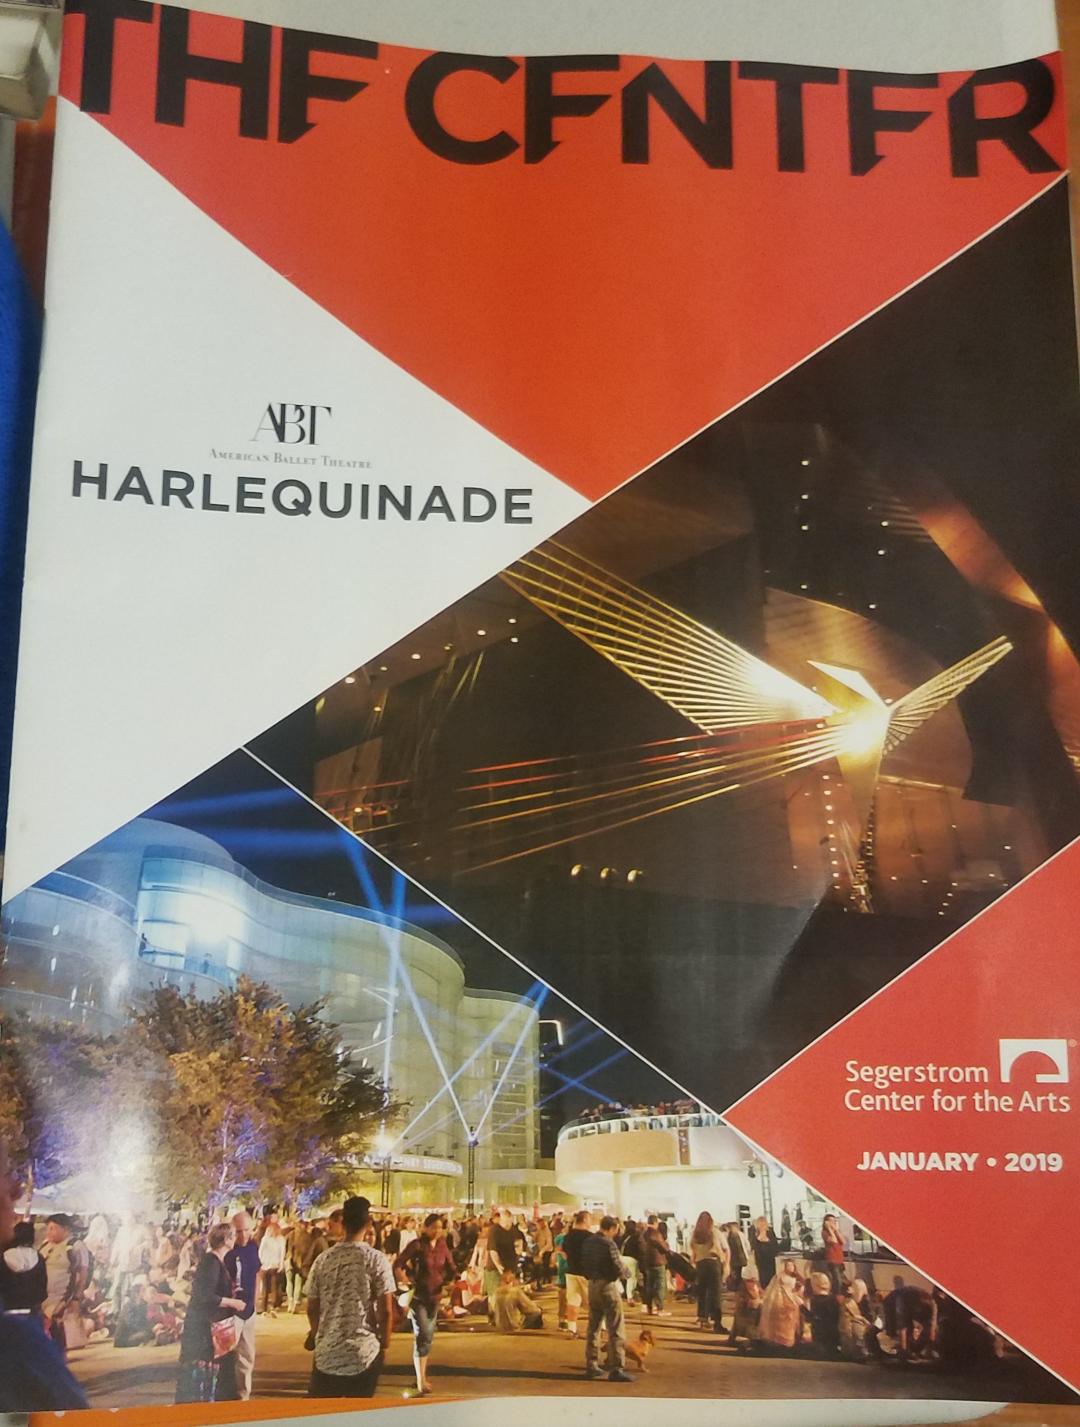 THE CENTER
ABT
AMERICAN BALLET THEATRE
HARLEQUINADE
Segerstrom
Center for the Arts
JANUARY • 2019